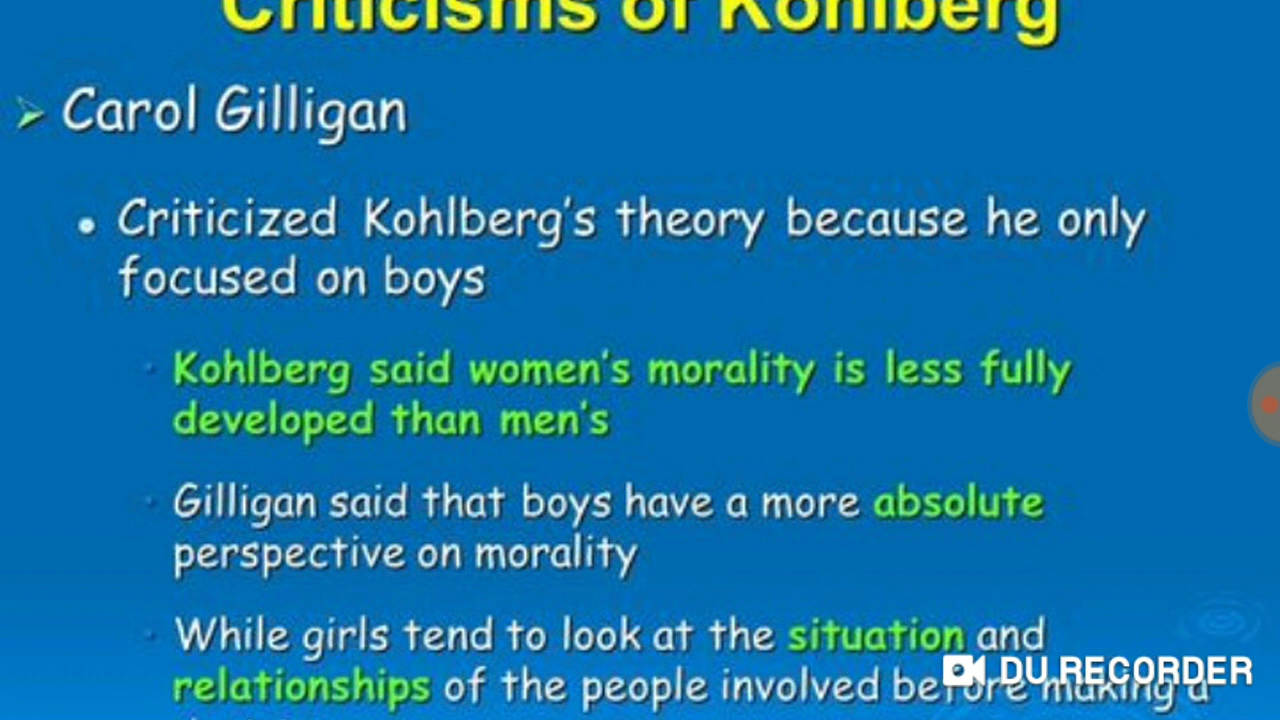 Criticisms of Kohlberg
Carol Gilligan
Criticized Kohlberg's theory because he only
focused on boys
Kohlberg said women's morality is less fully
developed than men's
Gilligan said that boys have a more absolute
perspective on morality
While girls tend to look at the situation and
relationships of the people involved before making a
DU RECORDER